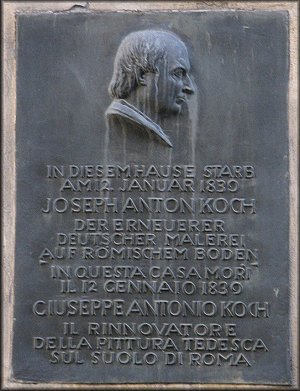 IN DIESEM HAUSE STARB
AM 12. JANUAR 1839
JOSEPH ANTON KOCH
DER ERNEUERER
DEUTSCHER MALEREI
AUF RÖMISCHEM BODEN
IN QUESTA CASA MORÌ
IL 12 GENNAIO 1839
GIUSEPPE ANTONIO KOCH
IL RINNOVATORE
DELLA PITTURA TEDESCA
SUL SUOLO DI ROMA